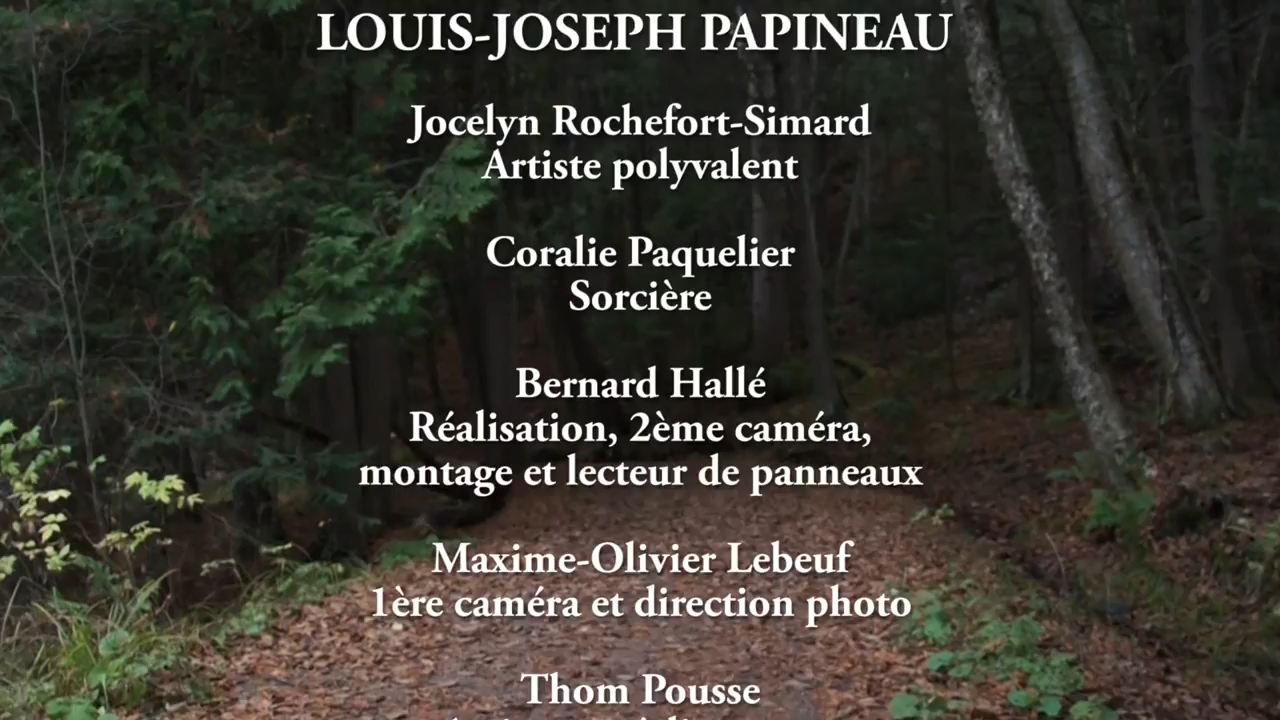 LOUIS-JOSEPH PAPINEAU
Jocelyn Rochefort-Simard
Artiste polyvalent
Coralie Paquelier
Sorcière
Bernard Hallé
Réalisation, 2ème caméra,
montage et lecteur de panneaux
Maxime-Olivier Lebeuf
1ère caméra et direction photo
Thom Pousse